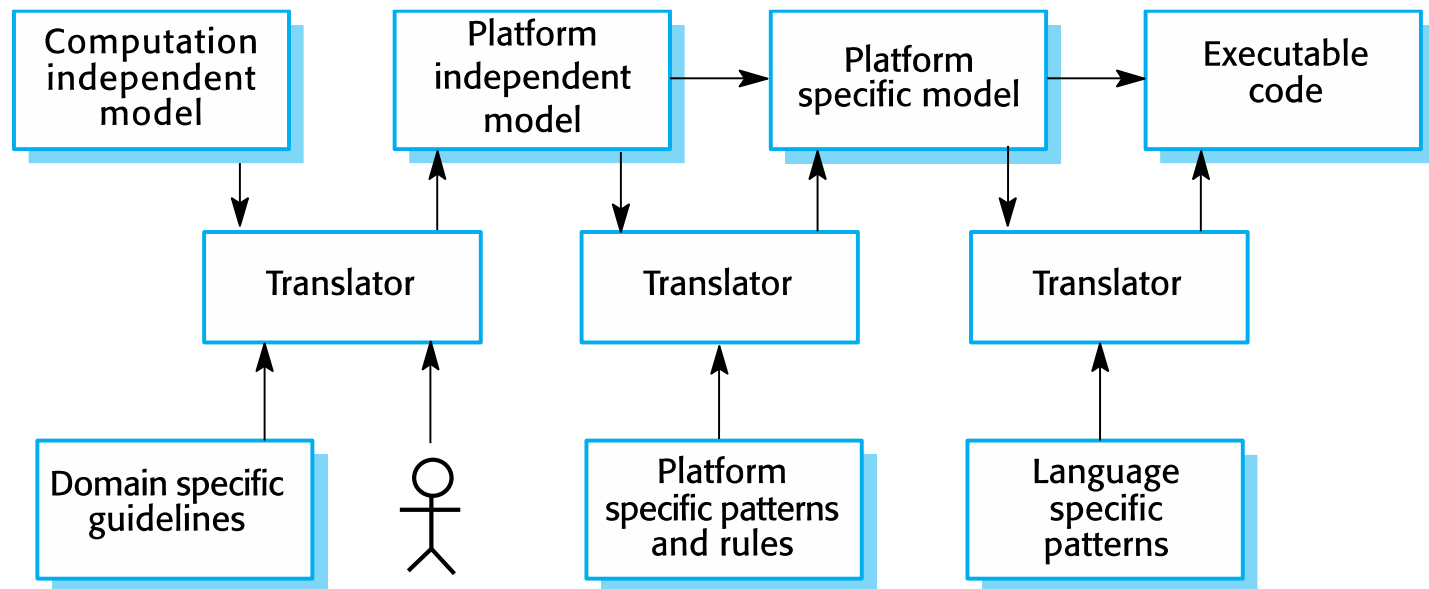 Computation
independent
model
Platform
independent
model
Platform
specific model
Executable
code
Translator
Translator
Translator
Domain specific
guidelines
Platform
specific patterns
and rules
Language
specific
patterns